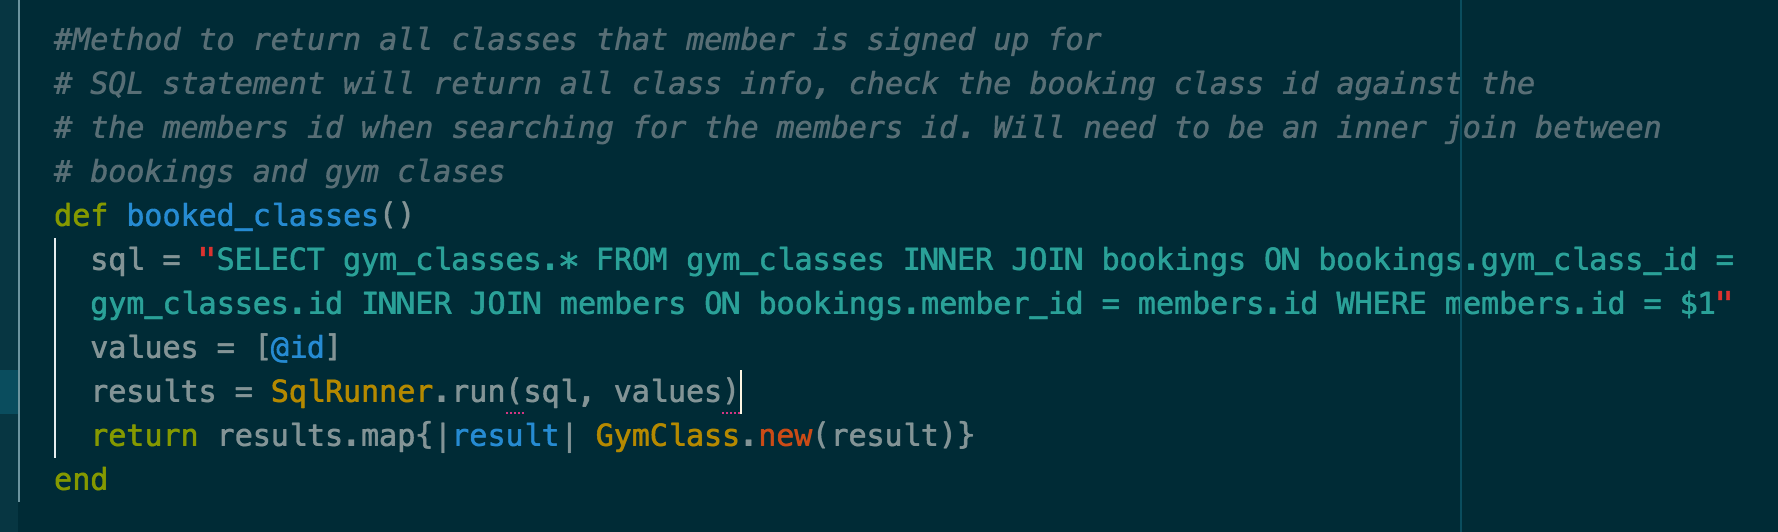 #Method to return all classes that member is signed up for
# SQL statement will return all class info, check the booking class id against the
# the members id when searching for the members id. Will need to be an inner join between
# bookings and gym clases
def booked_classes()
sql = "SELECT gym_classes.* FROM gym_classes INNER JOIN bookings ON bookings.gym_class_id =
gym_classes.id INNER JOIN members ON bookings.member_id = members.id WHERE members.id = $1"
values = [@id]
results = SqlRunner.run(sql, values)
return results.map{|result| GymClass.new(result)}
end